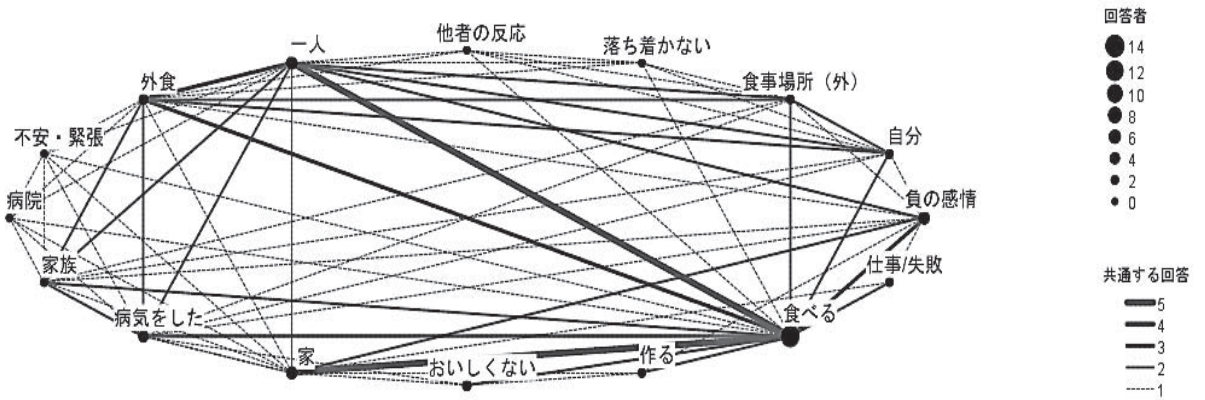 他者の反応
一人
落ち着かない
外食
食事場所（外）
不安・緊張
自分
病院
負の感情
家族
仕事/失敗
病気をした
食べる
家
おいしくない
作る
回答者
14
12
10
8
6
4
2
0
共通する回答
5
4
3
2
1